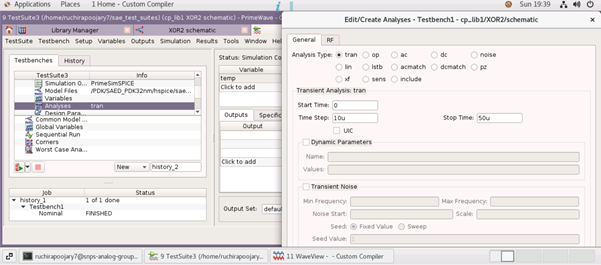 Applications Places 1 Home - Custom Compiler Sun 19:39
9 TestSuite3 (/home/ruchirapoojary7/sae_test_suites) (cp_lib1 XOR2 schematic) - PrimeWave -
Library Manager XOR2 schematic
TestSuite Testbench Setup Variables Outputs Simulation Results Tools Window Help
Testbenches History
TestSuite3 Info
Simulation O... PrimeSimSPICE
Model Files /PDK/SAED_PDK32nm/hspice/sae...
Variables
Analyses tran
Design Para...
Common Model ...
Global Variables
Sequential Run
Corners
Worst Case Ana...
New history_2
Job Status
history_1 1 of 1 done
Testbench1
Nominal FINISHED
Status: Simulation Co
Variable
temp
Click to add
Outputs Specific
Output
Click to add
Output Set: defaul
Edit/Create Analyses - Testbench1 - cp_lib1/XOR2/schematic
General RF
Analysis Type: tran op ac dc noise
lin lstb acmatch dcmatch pz
xf sens include
Transient Analysis: tran
Start Time: 0
Time Step: 10u Stop Time: 50u
UIC
Dynamic Parameters
Name:
Values:
Transient Noise
Min Frequency: Max Frequency:
Noise Start: Scale:
Seed: Fixed Value Sweep
Seed Value:
ruchirapoojary7@snps-analog-group... 9 TestSuite3 (/home/ruchirapoojary... 11 WaveView - - Custom Compiler